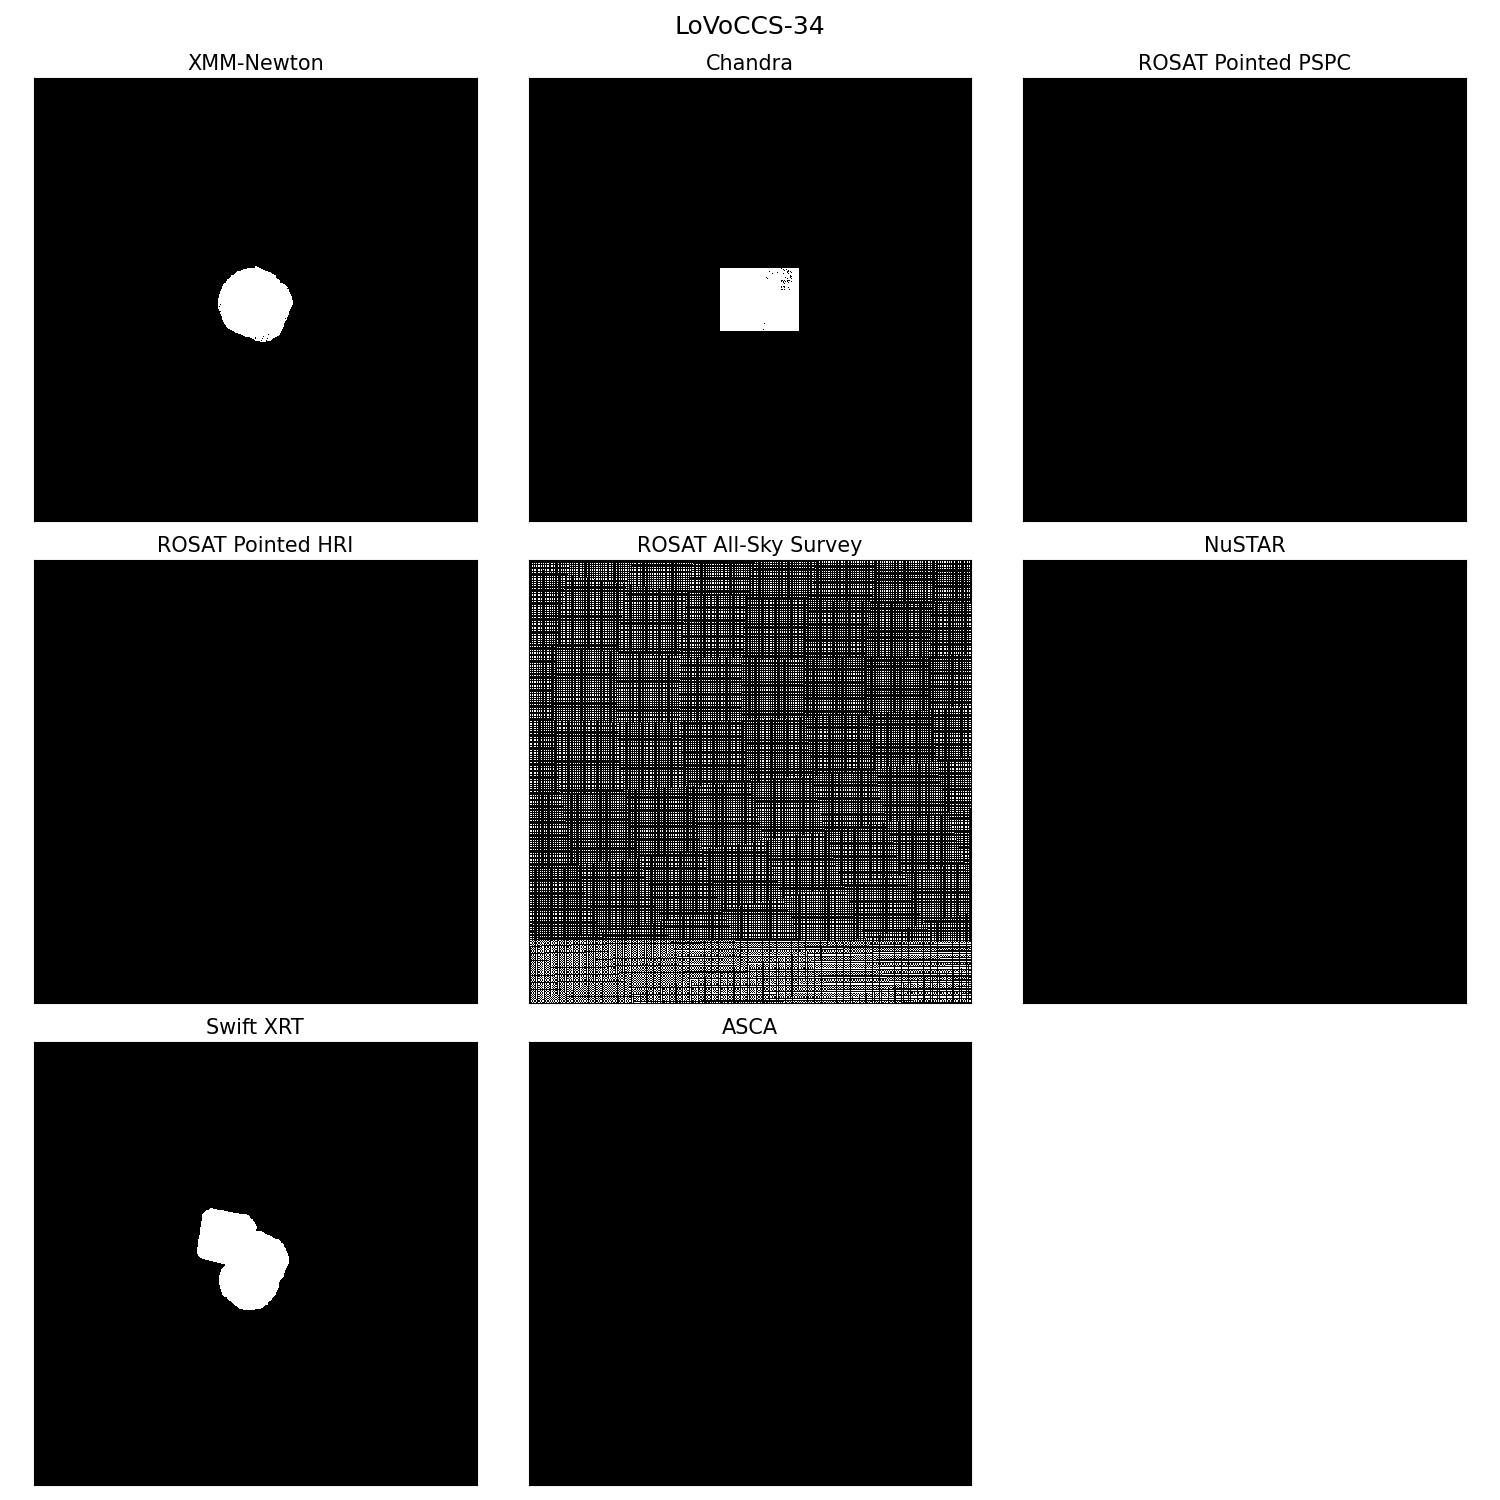 LoVoCCS-34
XMM-Newton
Chandra
ROSAT Pointed PSPC
ROSAT Pointed HRI
ROSAT All-Sky Survey
NuSTAR
Swift XRT
ASCA